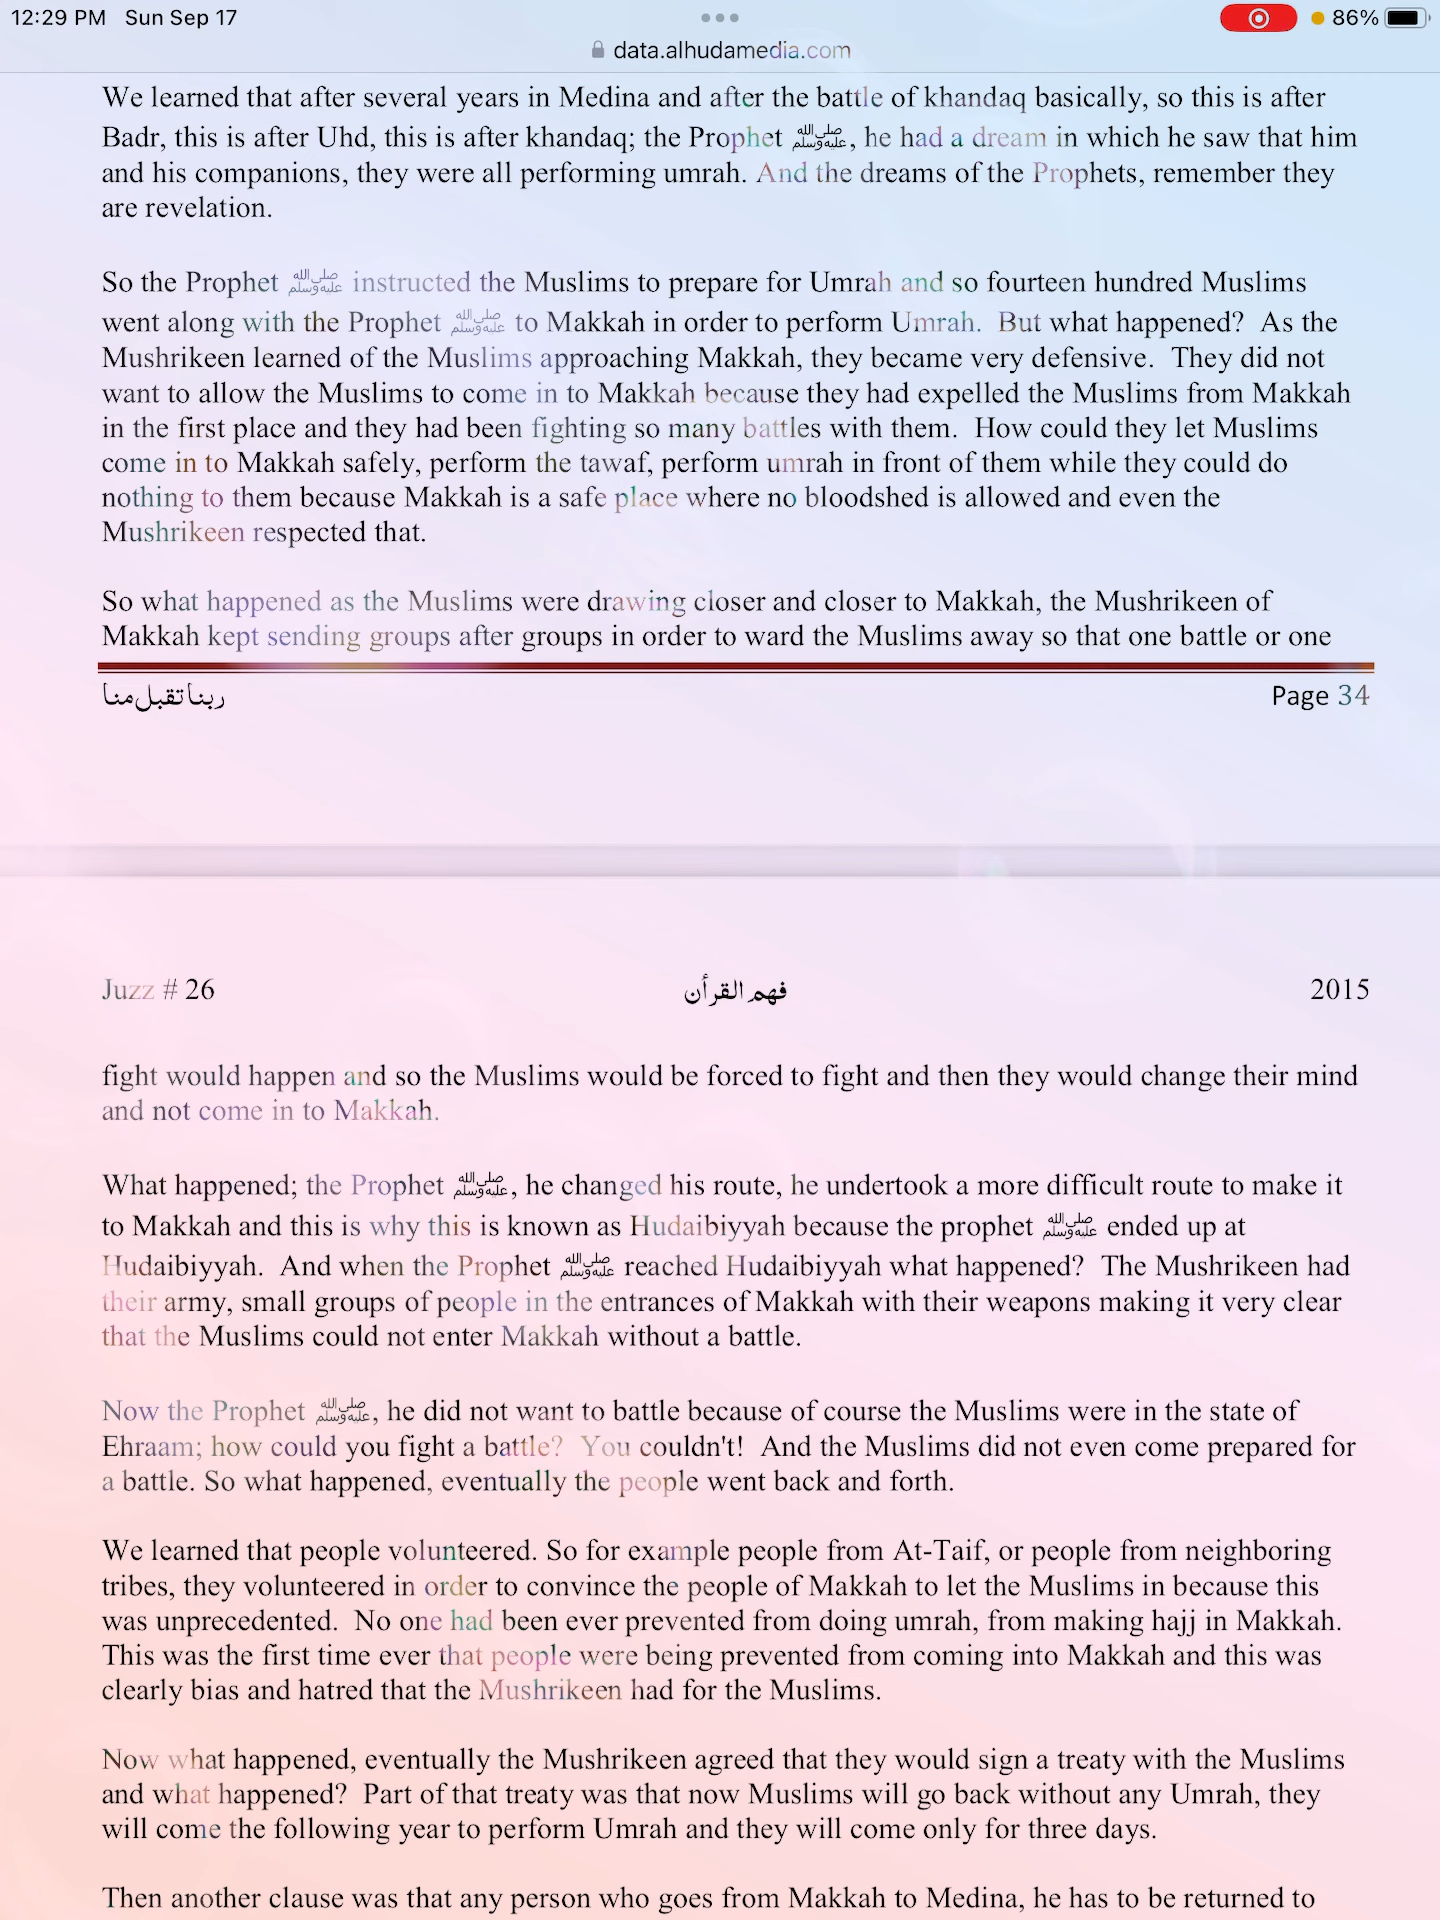 12:29 PM Sun Sep 17
86%
data.alhudamedia.com
We learned that after several years in Medina and after the battle of khandaq basically, so this is after
Badr, this is after Uhd, this is after khandaq; the Prophet ﷺ, he had a dream in which he saw that him
and his companions, they were all performing umrah. And the dreams of the Prophets, remember they
are revelation.
So the Prophet ﷺ instructed the Muslims to prepare for Umrah and so fourteen hundred Muslims
went along with the Prophet ﷺ to Makkah in order to perform Umrah. But what happened? As the
Mushrikeen learned of the Muslims approaching Makkah, they became very defensive. They did not
want to allow the Muslims to come in to Makkah because they had expelled the Muslims from Makkah
in the first place and they had been fighting so many battles with them. How could they let Muslims
come in to Makkah safely, perform the tawaf, perform umrah in front of them while they could do
nothing to them because Makkah is a safe place where no bloodshed is allowed and even the
Mushrikeen respected that.
So what happened as the Muslims were drawing closer and closer to Makkah, the Mushrikeen of
Makkah kept sending groups after groups in order to ward the Muslims away so that one battle or one
ربنا تقبل منا
Page 34
Juzz # 26
فهم القرأن
2015
fight would happen and so the Muslims would be forced to fight and then they would change their mind
and not come in to Makkah.
What happened; the Prophet ﷺ, he changed his route, he undertook a more difficult route to make it
to Makkah and this is why this is known as Hudaibiyyah because the prophet ﷺ ended up at
Hudaibiyyah. And when the Prophet ﷺ reached Hudaibiyyah what happened? The Mushrikeen had
their army, small groups of people in the entrances of Makkah with their weapons making it very clear
that the Muslims could not enter Makkah without a battle.
Now the Prophet ﷺ, he did not want to battle because of course the Muslims were in the state of
Ehraam; how could you fight a battle? You couldn't! And the Muslims did not even come prepared for
a battle. So what happened, eventually the people went back and forth.
We learned that people volunteered. So for example people from At-Taif, or people from neighboring
tribes, they volunteered in order to convince the people of Makkah to let the Muslims in because this
was unprecedented. No one had been ever prevented from doing umrah, from making hajj in Makkah.
This was the first time ever that people were being prevented from coming into Makkah and this was
clearly bias and hatred that the Mushrikeen had for the Muslims.
Now what happened, eventually the Mushrikeen agreed that they would sign a treaty with the Muslims
and what happened? Part of that treaty was that now Muslims will go back without any Umrah, they
will come the following year to perform Umrah and they will come only for three days.
Then another clause was that any person who goes from Makkah to Medina, he has to be returned to